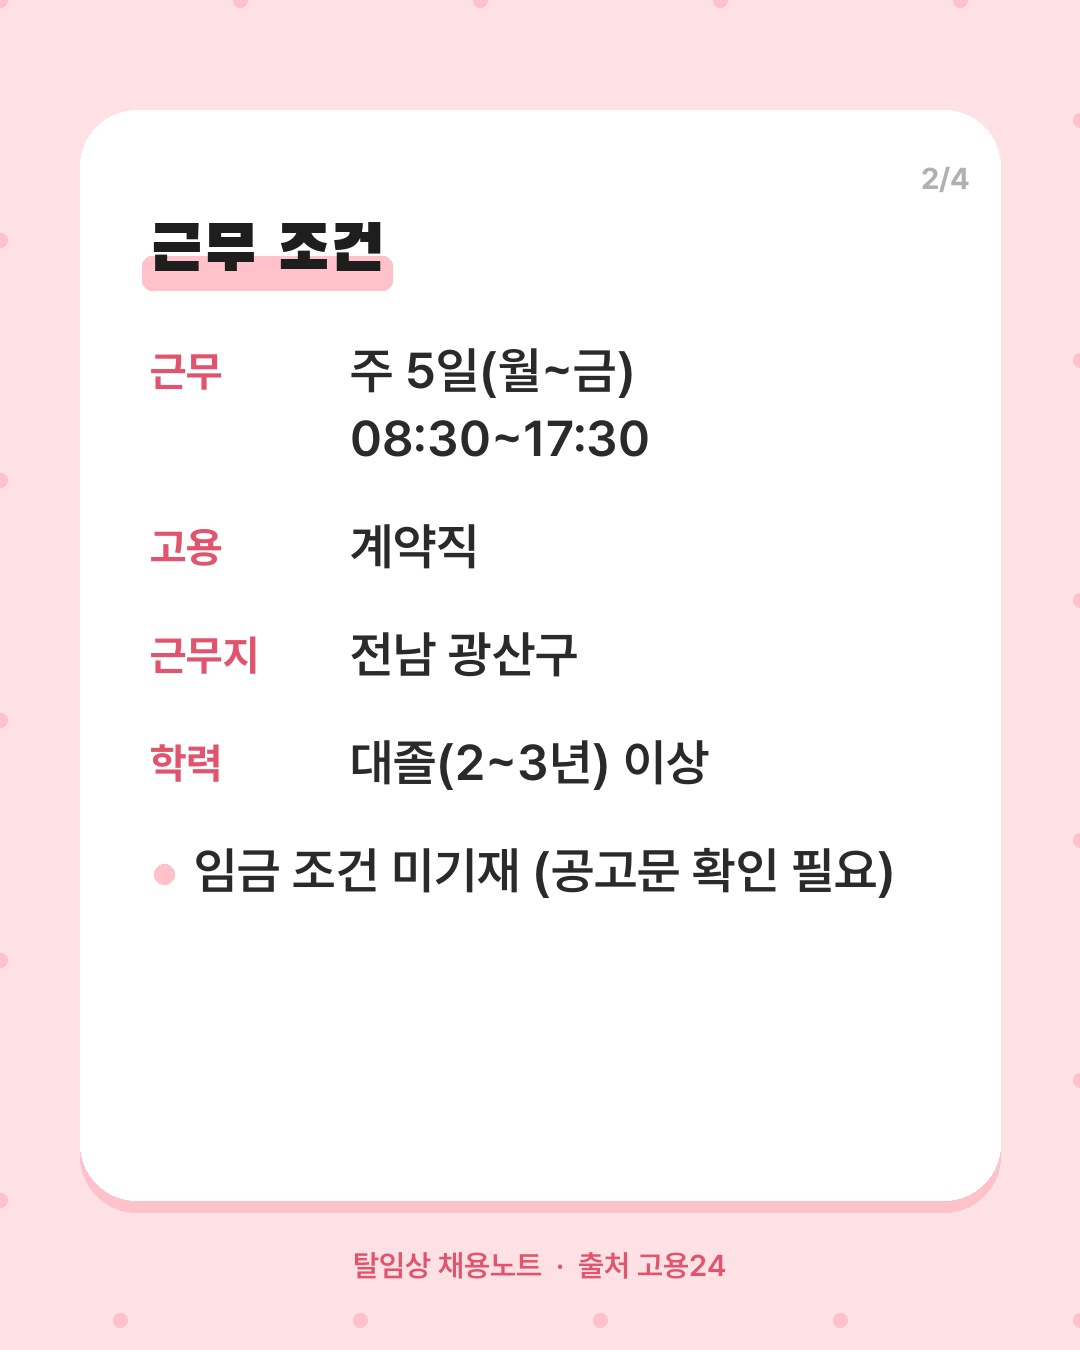 2/4
근무 조건
근무 주 5일(월~금)
08:30~17:30
고용 계약직
근무지 전남 광산구
학력 대졸(2~3년) 이상
임금 조건 미기재 (공고문 확인 필요)
탈임상 채용노트 · 출처 고용24